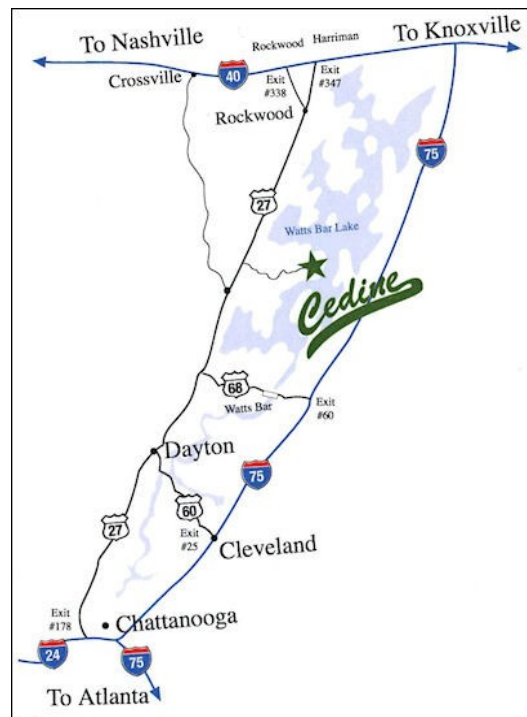 To Nashville
To Knoxville
Rockwood
Harriman
Crossville
40
Exit
#338
Exit
#347
Rockwood
75
27
Watts Bar Lake
Cedine
68
Watts Bar
Exit
#60
Dayton
75
60
27
Exit
#25
Cleveland
Exit
#178
Chattanooga
24
75
To Atlanta